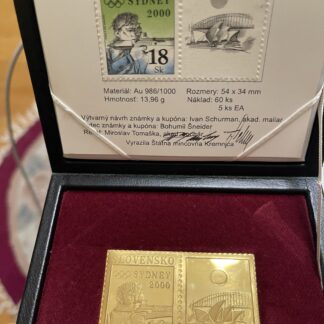 SYDNEY
2000
18
Sk
Materiál: Au 986/1000 Rozmery: 54 x 34 mm
Hmotnosť: 13,96 g Náklad: 60 ks
5 ks EA
Výtvarný návrh známky a kupónu: Ivan Schurman, akad. maliar
známky a kupóna: Bohumil Šneider
Miroslav Tomaška,
Vyrazila Štátna mincovňa Kremnica
SLOVENSKO
SYDNEY
2000